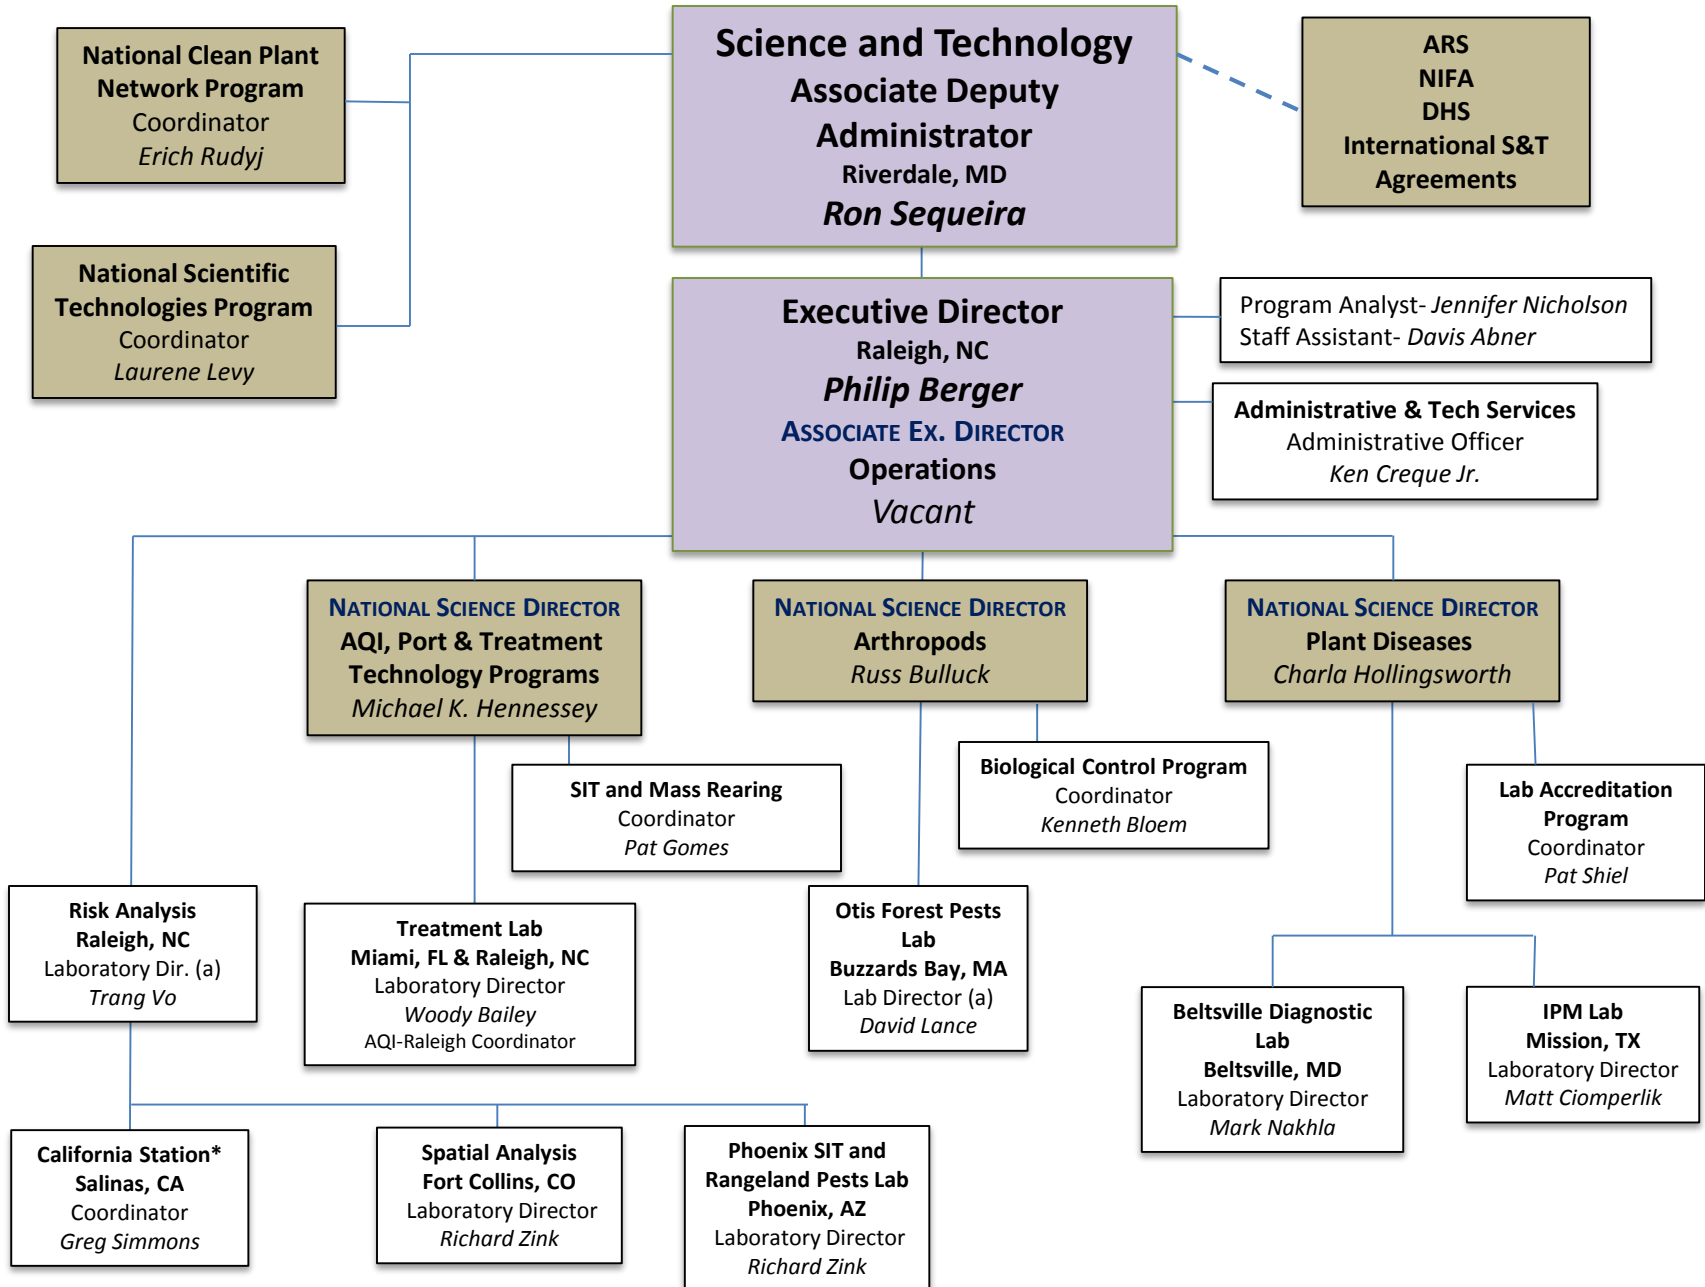 National Clean Plant
Network Program
Coordinator
Erich Rudyj
Science and Technology
Associate Deputy
Administrator
Riverdale, MD
Ron Sequeira
ARS
NIFA
DHS
International S&T
Agreements
National Scientific
Technologies Program
Coordinator
Laurene Levy
Executive Director
Raleigh, NC
Philip Berger
ASSOCIATE EX. DIRECTOR
Operations
Vacant
Program Analyst- Jennifer Nicholson
Staff Assistant- Davis Abner
Administrative & Tech Services
Administrative Officer
Ken Creque Jr.
NATIONAL SCIENCE DIRECTOR
AQI, Port & Treatment
Technology Programs
Michael K. Hennessey
NATIONAL SCIENCE DIRECTOR
Arthropods
Russ Bulluck
NATIONAL SCIENCE DIRECTOR
Plant Diseases
Charla Hollingsworth
SIT and Mass Rearing
Coordinator
Pat Gomes
Biological Control Program
Coordinator
Kenneth Bloem
Lab Accreditation
Program
Coordinator
Pat Shiel
Risk Analysis
Raleigh, NC
Laboratory Dir. (a)
Trang Vo
Treatment Lab
Miami, FL & Raleigh, NC
Laboratory Director
Woody Bailey
AQI-Raleigh Coordinator
Otis Forest Pests
Lab
Buzzards Bay, MA
Lab Director (a)
David Lance
Beltsville Diagnostic
Lab
Beltsville, MD
Laboratory Director
Mark Nakhla
IPM Lab
Mission, TX
Laboratory Director
Matt Ciomperlik
California Station*
Salinas, CA
Coordinator
Greg Simmons
Spatial Analysis
Fort Collins, CO
Laboratory Director
Richard Zink
Phoenix SIT and
Rangeland Pests Lab
Phoenix, AZ
Laboratory Director
Richard Zink